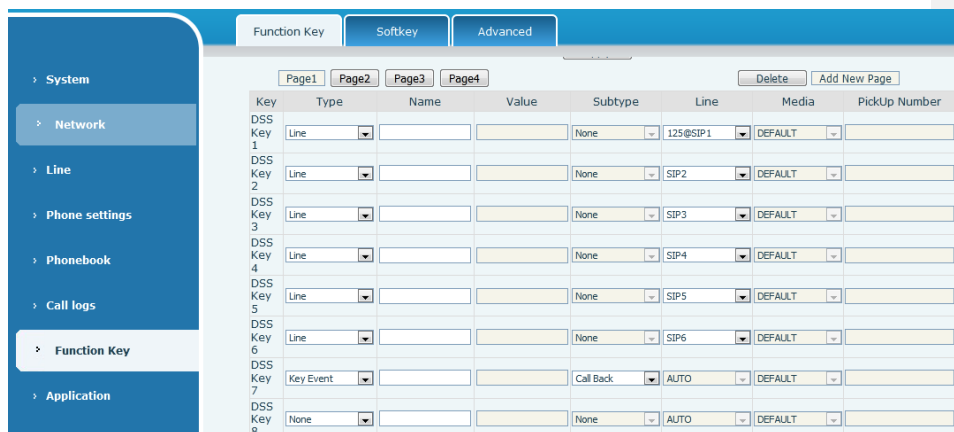 Function Key Softkey Advanced
› System
› Network
› Line
› Phone settings
› Phonebook
› Call logs
› Function Key
› Application
Page1 Page2 Page3 Page4 Delete Add New Page
Key Type Name Value Subtype Line Media PickUp Number
DSS Key 1 Line None 125@SIP1 DEFAULT
DSS Key 2 Line None SIP2 DEFAULT
DSS Key 3 Line None SIP3 DEFAULT
DSS Key 4 Line None SIP4 DEFAULT
DSS Key 5 Line None SIP5 DEFAULT
DSS Key 6 Line None SIP6 DEFAULT
DSS Key 7 Key Event Call Back AUTO DEFAULT
DSS Key 8 None None AUTO DEFAULT